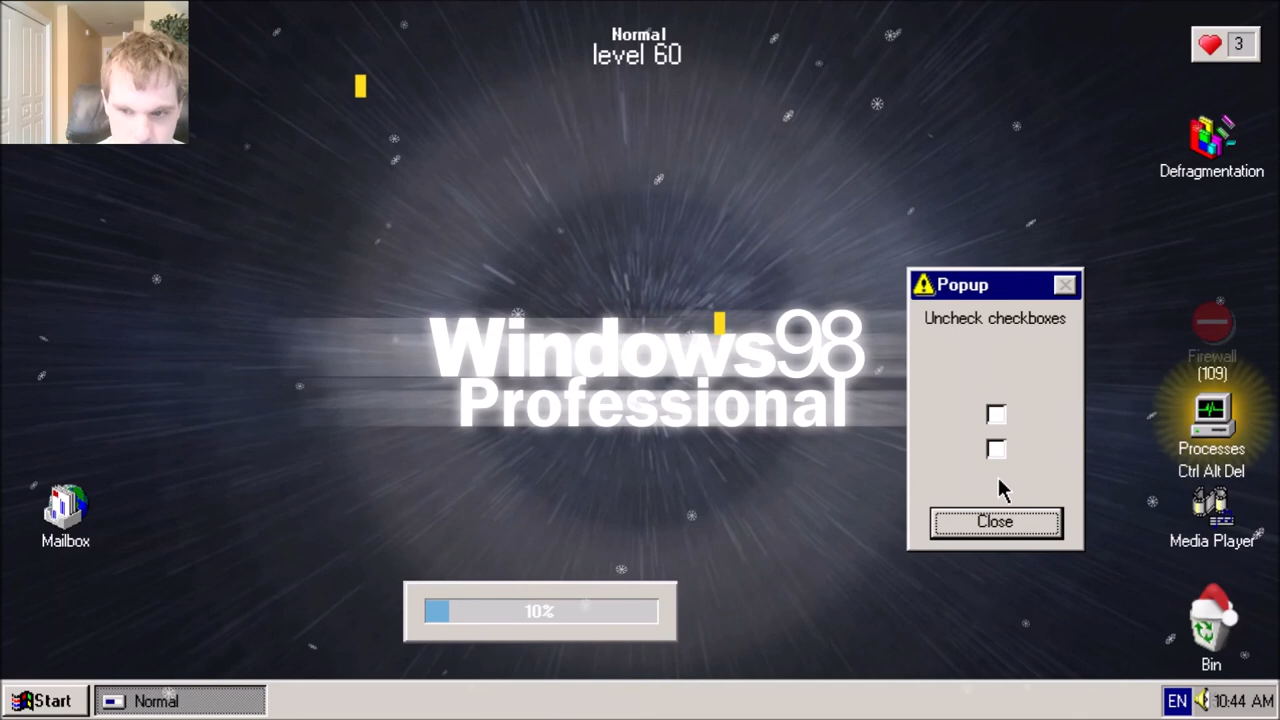 Normal
level 60
3
Defragmentation
Popup
Uncheck checkboxes
Windows98
Professional
Firewall
(109)
Processes
Ctrl Alt Del
Close
Mailbox
Media Player
10%
Bin
Start
Normal
EN
10:44 AM